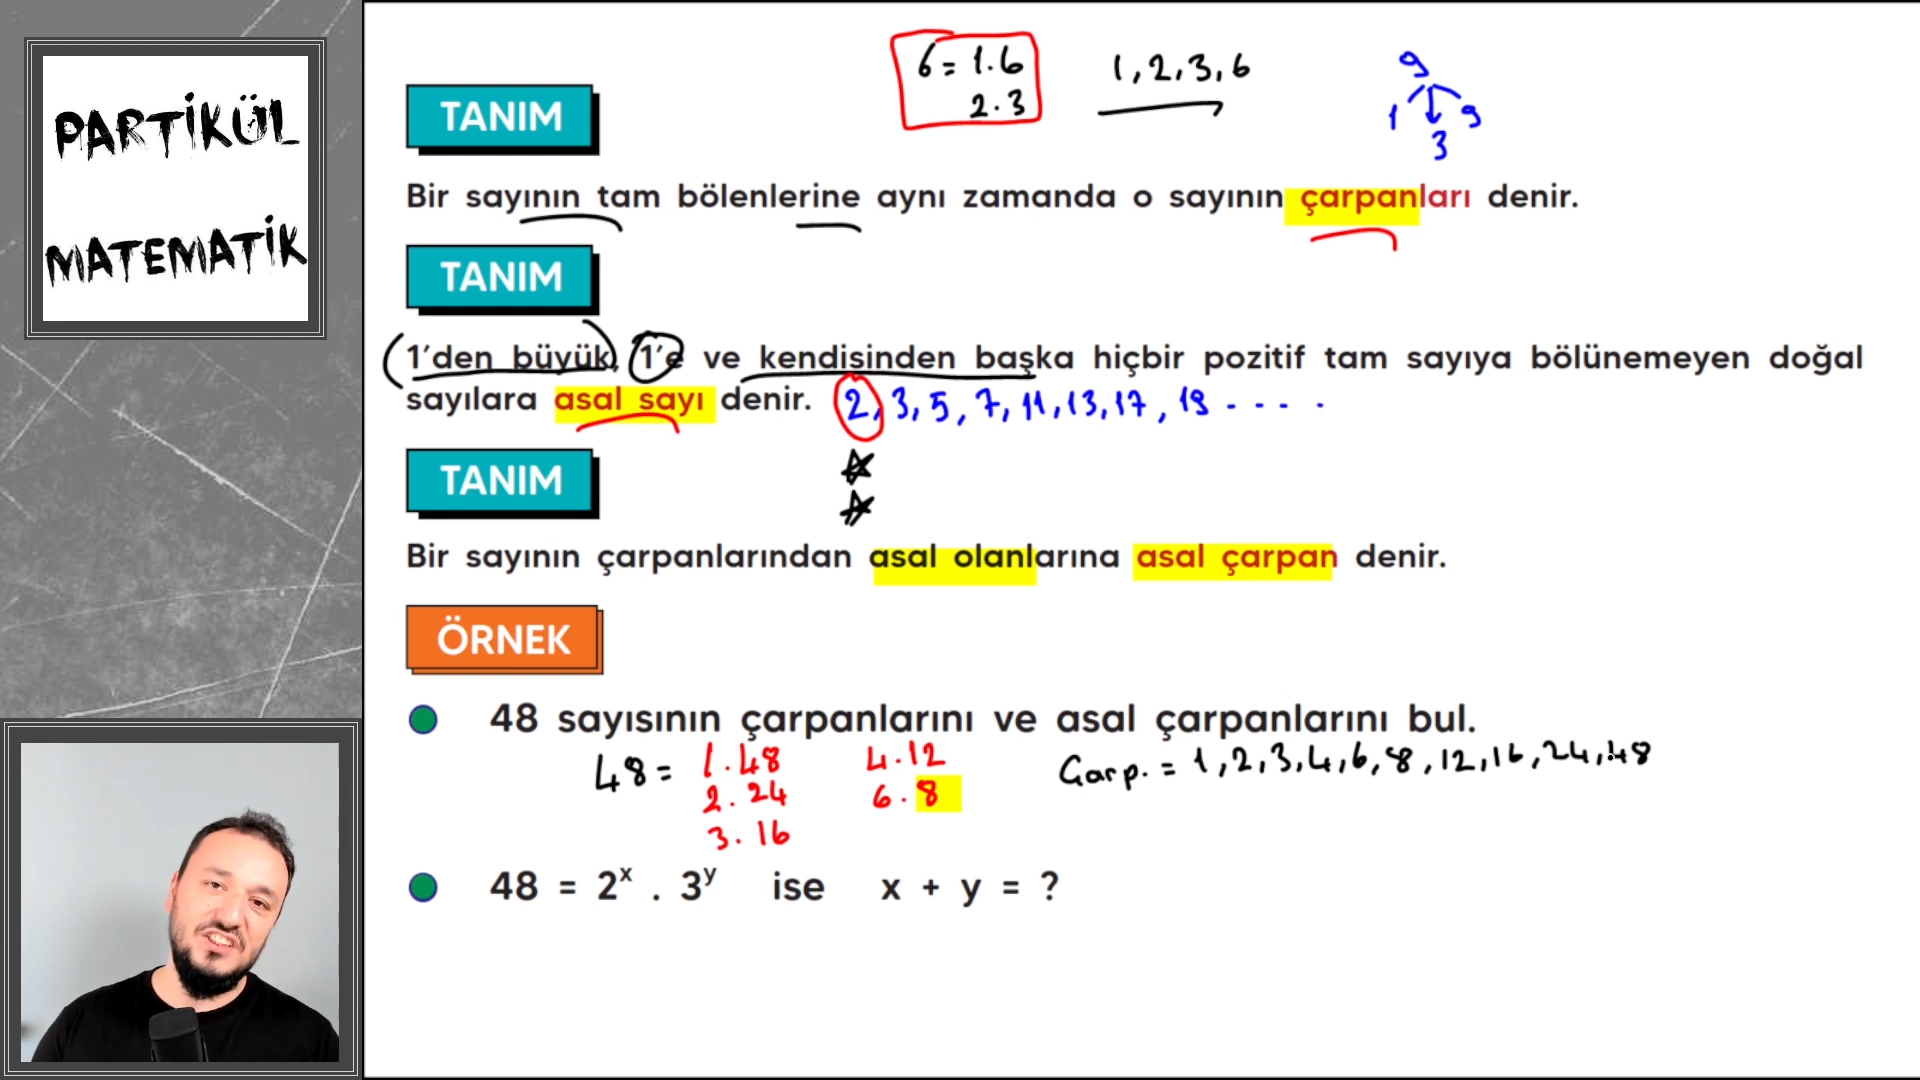 PARTİKÜL
MATEMATİK
6 = 1.6
2.3
1,2,3,6
9
1 3 9
TANIM
Bir sayının tam bölenlerine aynı zamanda o sayının çarpanları denir.
TANIM
1'den büyük, 1'e ve kendisinden başka hiçbir pozitif tam sayıya bölünemeyen doğal
sayılara asal sayı denir. 2, 3, 5, 7, 11, 13, 17, 19 - - - .
TANIM
Bir sayının çarpanlarından asal olanlarına asal çarpan denir.
ÖRNEK
48 sayısının çarpanlarını ve asal çarpanlarını bul.
48 = 1.48 4.12 Çarp. = 1,2,3,4,6,8,12,16,24,48
2.24 6.8
3.16
48 = 2ˣ . 3ʸ ise x + y = ?